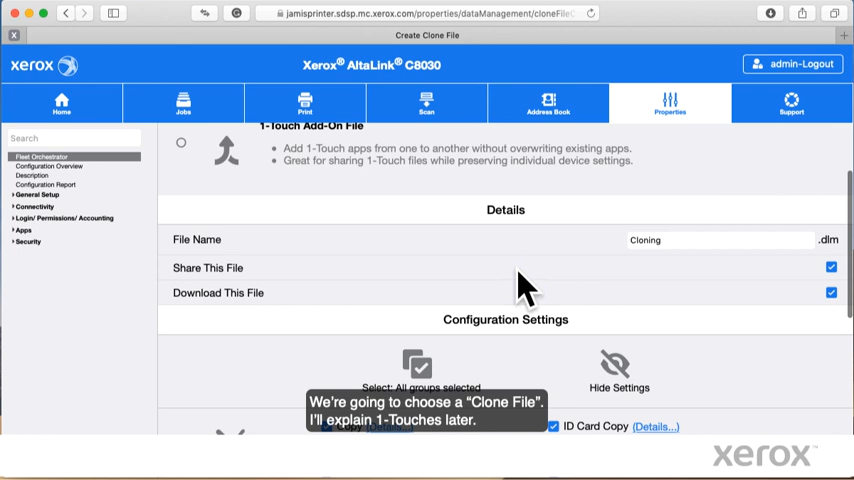 jamisprinter.sdsp.mc.xerox.com/properties/dataManagement/cloneFileC
Create Clone File
X
xerox
Xerox® AltaLink® C8030
admin-Logout
Home
Jobs
Print
Scan
Address Book
Properties
Support
Search
Fleet Orchestrator
Configuration Overview
Description
Configuration Report
General Setup
Connectivity
Login/ Permissions/ Accounting
Apps
Security
1-Touch Add-On File
Add 1-Touch apps from one to another without overwriting existing apps.
Great for sharing 1-Touch files while preserving individual device settings.
Details
File Name
Cloning
.dlm
Share This File
Download This File
Configuration Settings
Select: All groups selected
Hide Settings
We're going to choose a “Clone File”.
I'll explain 1-Touches later.
Copy (Details...)
ID Card Copy (Details...)
xerox™